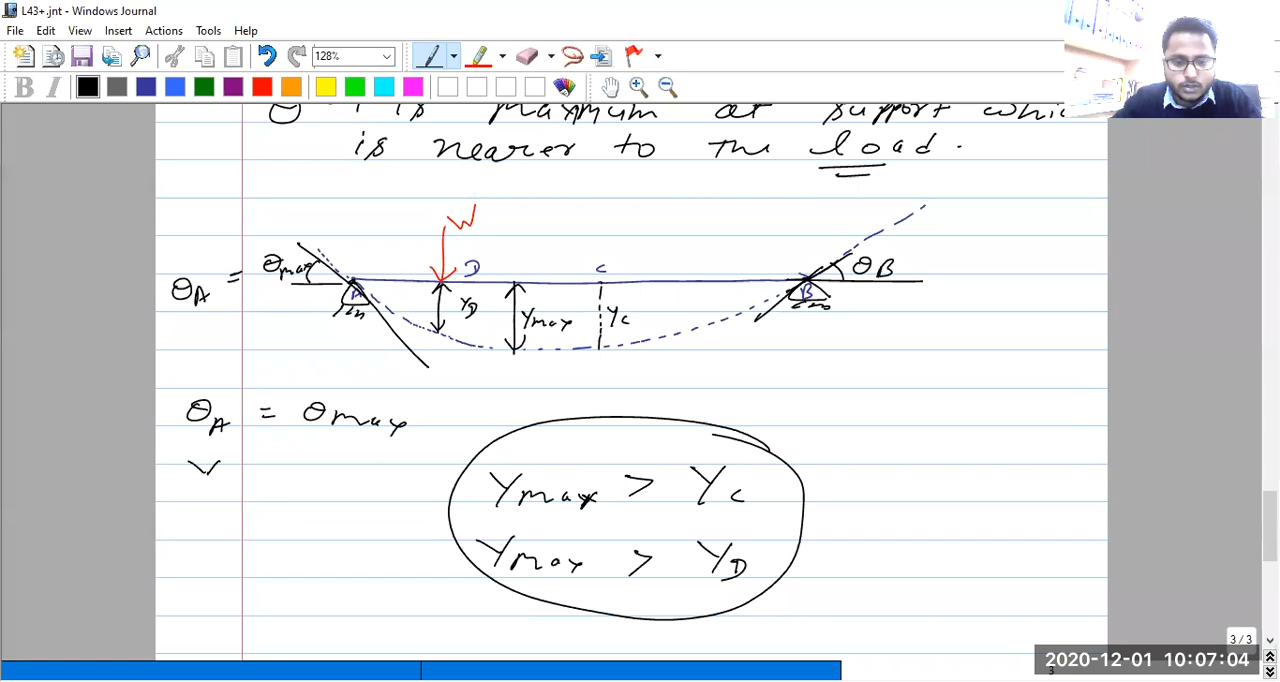 L43+.jnt - Windows Journal
File Edit View Insert Actions Tools Help
128%
B I
θ - 1 is maximum at support
is nearer to the load.
W
θA = θmax D C θB
A B
YD Ymax YC
θA = θmax
Ymax > YC
Ymax > YD
3 / 3
2020-12-01 10:07:04
3